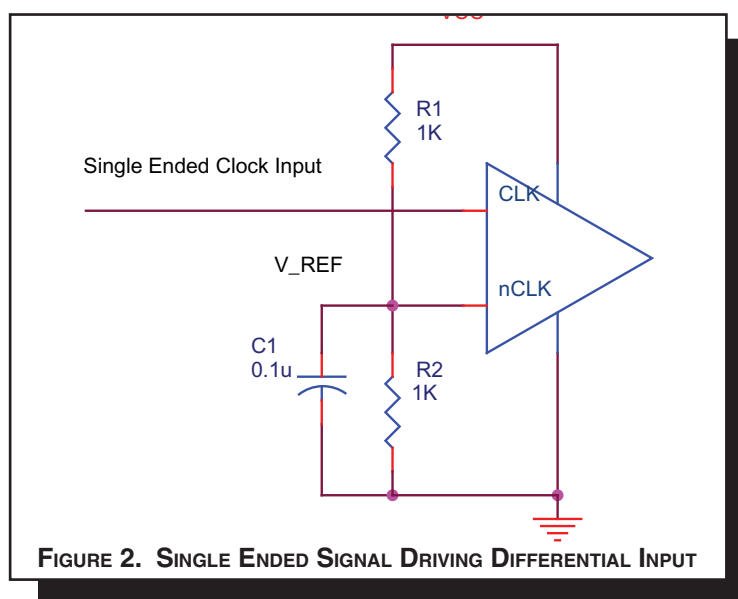 R1
1K
Single Ended Clock Input
CLK
V_REF
nCLK
C1
0.1u
R2
1K
FIGURE 2. SINGLE ENDED SIGNAL DRIVING DIFFERENTIAL INPUT